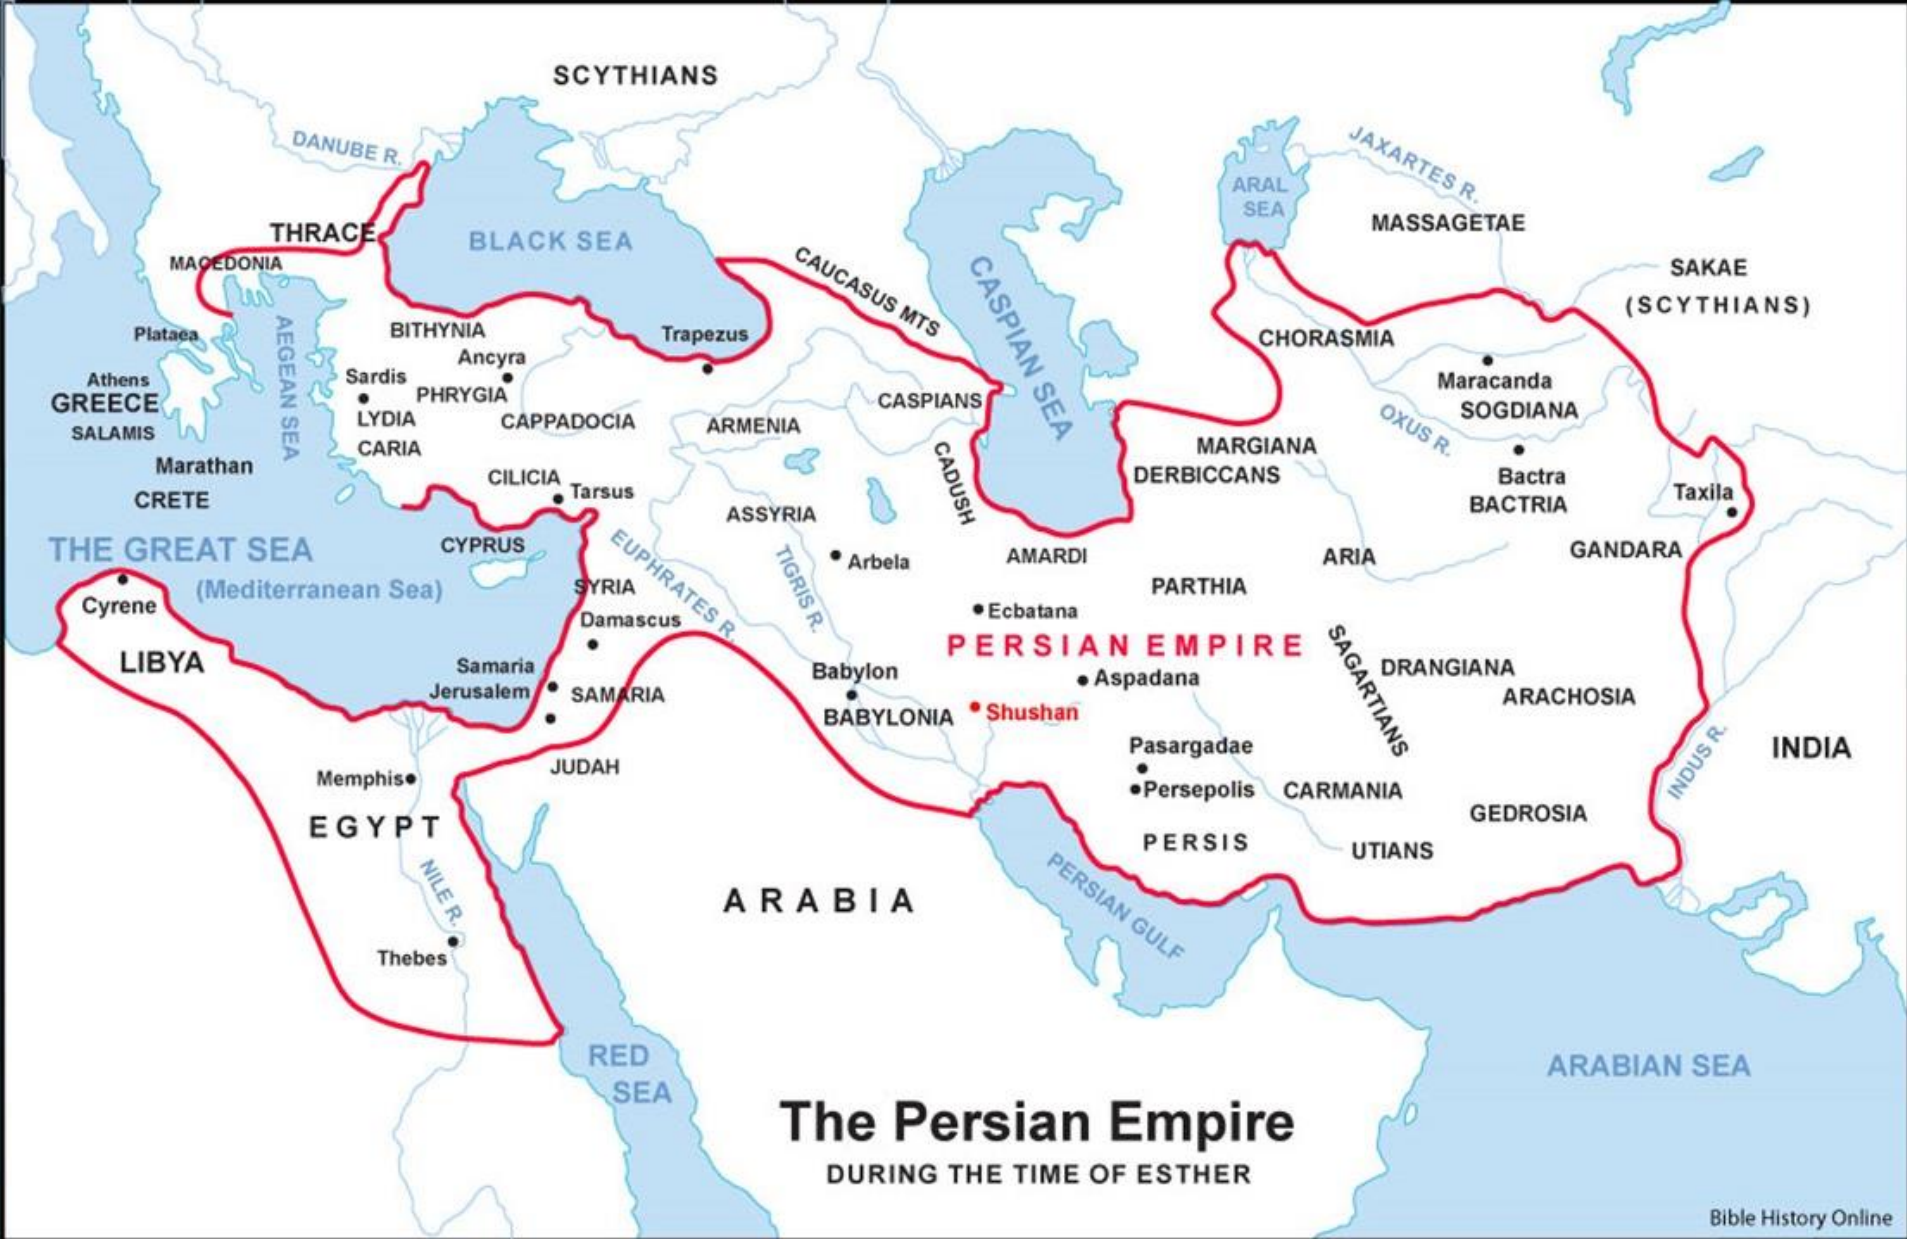 SCYTHIANS
DANUBE R.
JAXARTES R.
ARAL
SEA
MASSAGETAE
THRACE
BLACK SEA
CAUCASUS MTS
CASPIAN SEA
SAKAE
(SCYTHIANS)
MACEDONIA
Plataea
AEGEAN SEA
BITHYNIA
Trapezus
CHORASMIA
Ancyra
Athens
GREECE
SALAMIS
Sardis
PHRYGIA
LYDIA
CARIA
CAPPADOCIA
ARMENIA
CASPIANS
Maracanda
SOGDIANA
OXUS R.
Marathan
CRETE
CILICIA
Tarsus
CADUSH
MARGIANA
DERBICCANS
Bactra
BACTRIA
Taxila
ASSYRIA
THE GREAT SEA
(Mediterranean Sea)
CYPRUS
EUPHRATES R.
TIGRIS R.
Arbela
AMARDI
ARIA
GANDARA
Cyrene
SYRIA
Damascus
Ecbatana
PARTHIA
LIBYA
PERSIAN EMPIRE
SAGARTIANS
DRANGIANA
Samaria
Jerusalem
SAMARIA
Babylon
BABYLONIA
Aspadana
Shushan
ARACHOSIA
INDUS R.
INDIA
JUDAH
Memphis
Pasargadae
Persepolis
CARMANIA
GEDROSIA
EGYPT
PERSIS
UTIANS
NILE R.
ARABIA
PERSIAN GULF
Thebes
RED
SEA
ARABIAN SEA
The Persian Empire
DURING THE TIME OF ESTHER
Bible History Online